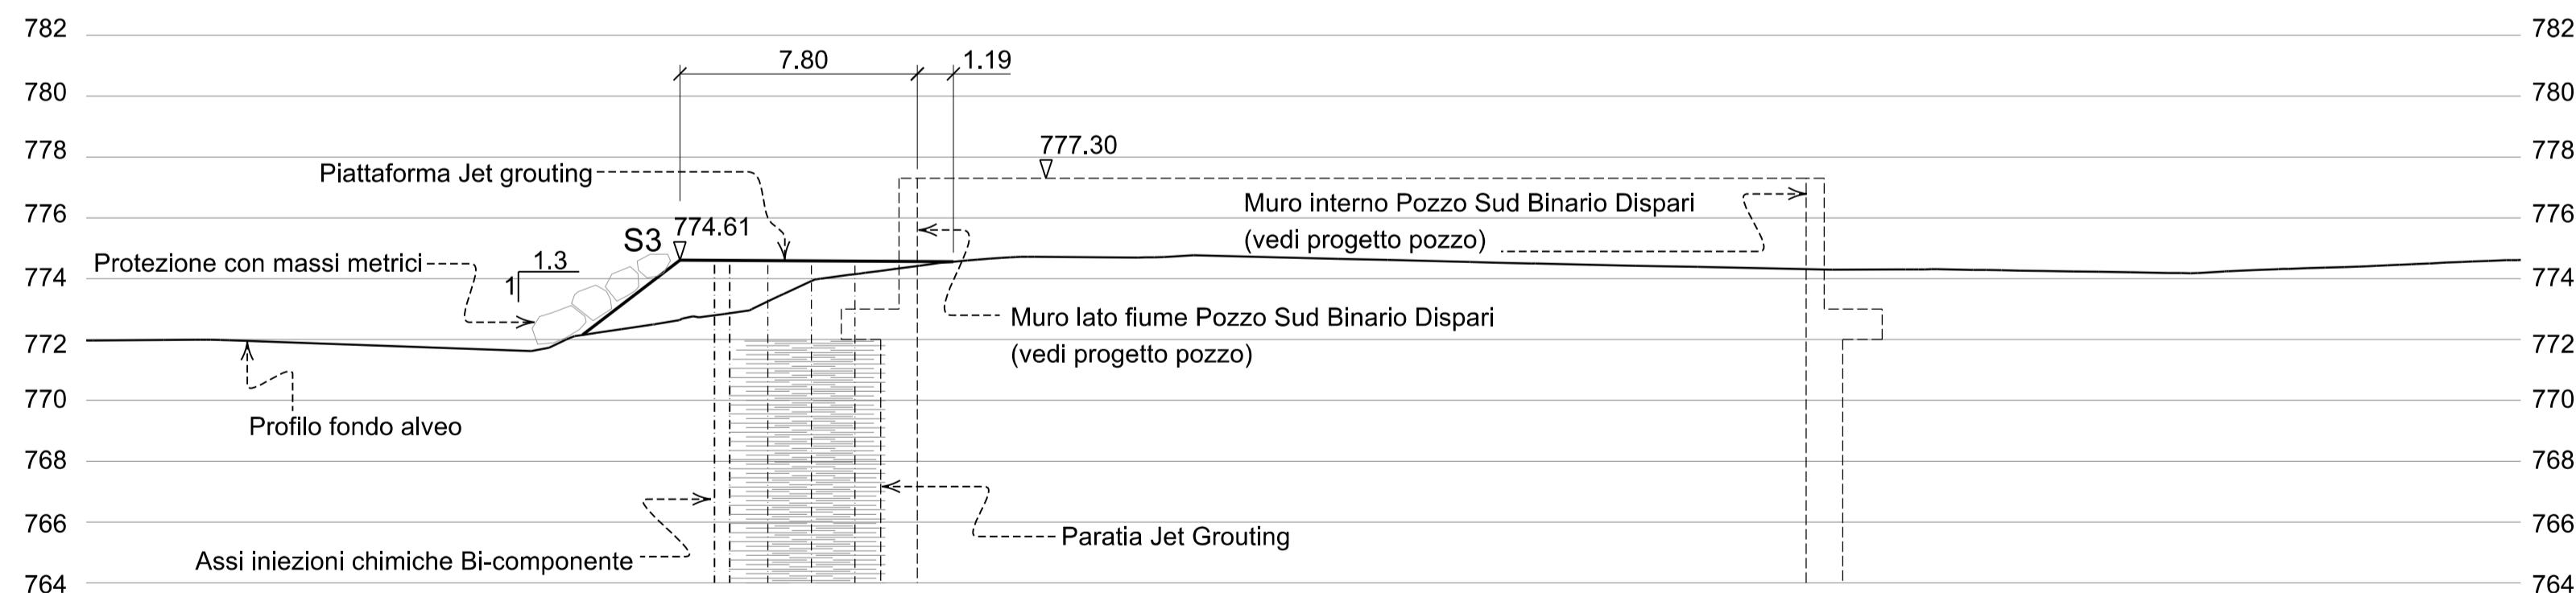 782
782
7.80
1.19
780
780
777.30
778
778
Piattaforma Jet grouting
Muro interno Pozzo Sud Binario Dispari
(vedi progetto pozzo)
776
776
774.61
S3
Protezione con massi metrici
1.3
1
774
774
Muro lato fiume Pozzo Sud Binario Dispari
(vedi progetto pozzo)
772
772
770
770
Profilo fondo alveo
768
768
766
766
Paratia Jet Grouting
Assi iniezioni chimiche Bi-componente
764
764